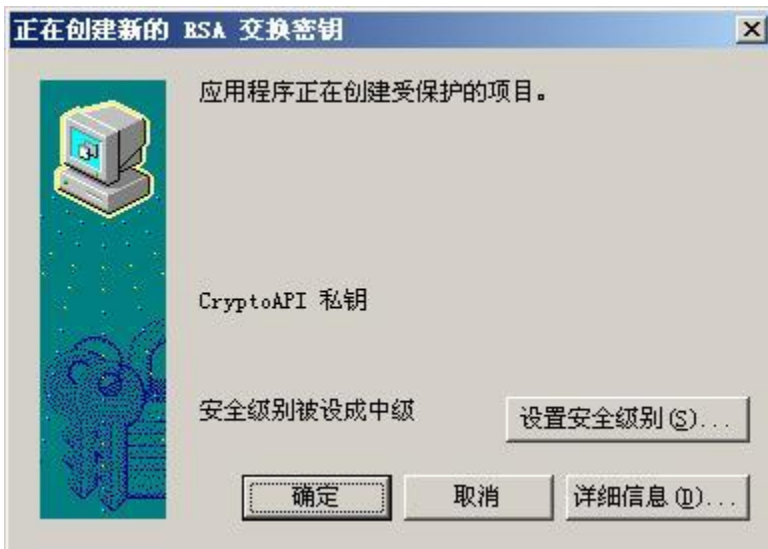 正在创建新的 RSA 交换密钥
应用程序正在创建受保护的项目。
CryptoAPI 私钥
安全级别被设成中级
设置安全级别(S)...
确定
取消
详细信息(D)...